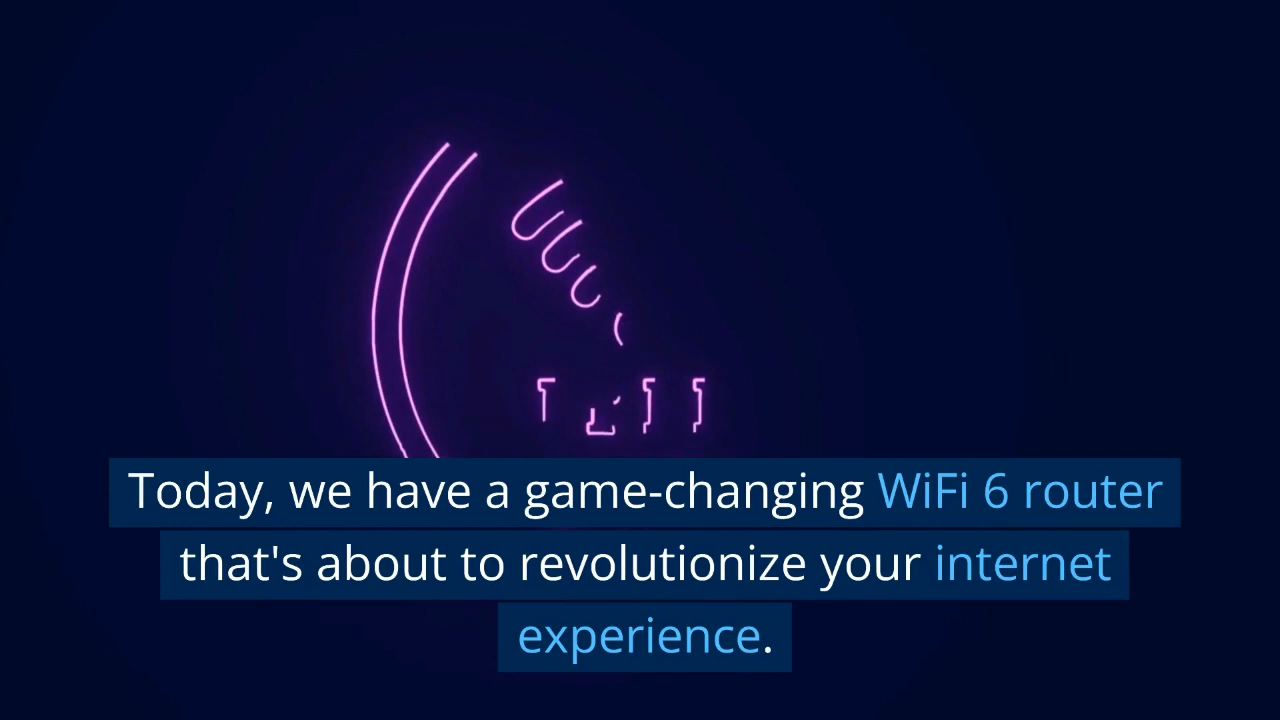 Today, we have a game-changing WiFi 6 router
that's about to revolutionize your internet
experience.